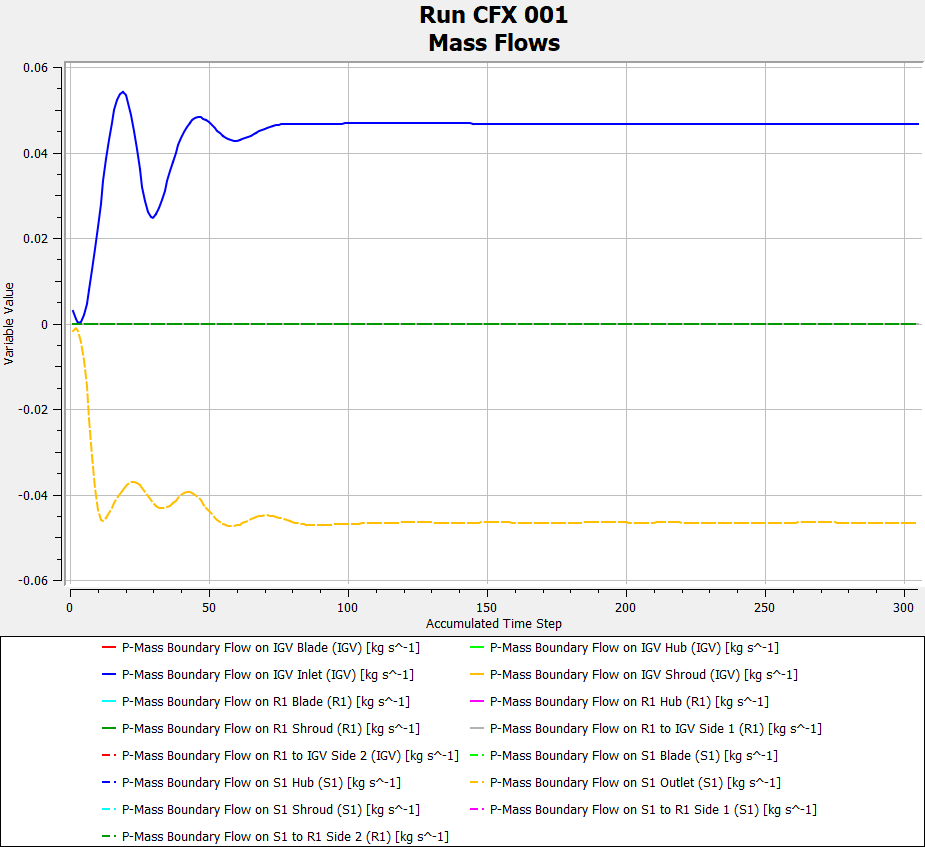 Run CFX 001
Mass Flows
0.06
0.04
0.02
0
-0.02
-0.04
-0.06
Variable Value
0 50 100 150 200 250 300
Accumulated Time Step
P-Mass Boundary Flow on IGV Blade (IGV) [kg s^-1] P-Mass Boundary Flow on IGV Hub (IGV) [kg s^-1]
P-Mass Boundary Flow on IGV Inlet (IGV) [kg s^-1] P-Mass Boundary Flow on IGV Shroud (IGV) [kg s^-1]
P-Mass Boundary Flow on R1 Blade (R1) [kg s^-1] P-Mass Boundary Flow on R1 Hub (R1) [kg s^-1]
P-Mass Boundary Flow on R1 Shroud (R1) [kg s^-1] P-Mass Boundary Flow on R1 to IGV Side 1 (R1) [kg s^-1]
P-Mass Boundary Flow on R1 to IGV Side 2 (IGV) [kg s^-1] P-Mass Boundary Flow on S1 Blade (S1) [kg s^-1]
P-Mass Boundary Flow on S1 Hub (S1) [kg s^-1] P-Mass Boundary Flow on S1 Outlet (S1) [kg s^-1]
P-Mass Boundary Flow on S1 Shroud (S1) [kg s^-1] P-Mass Boundary Flow on S1 to R1 Side 1 (S1) [kg s^-1]
P-Mass Boundary Flow on S1 to R1 Side 2 (R1) [kg s^-1]